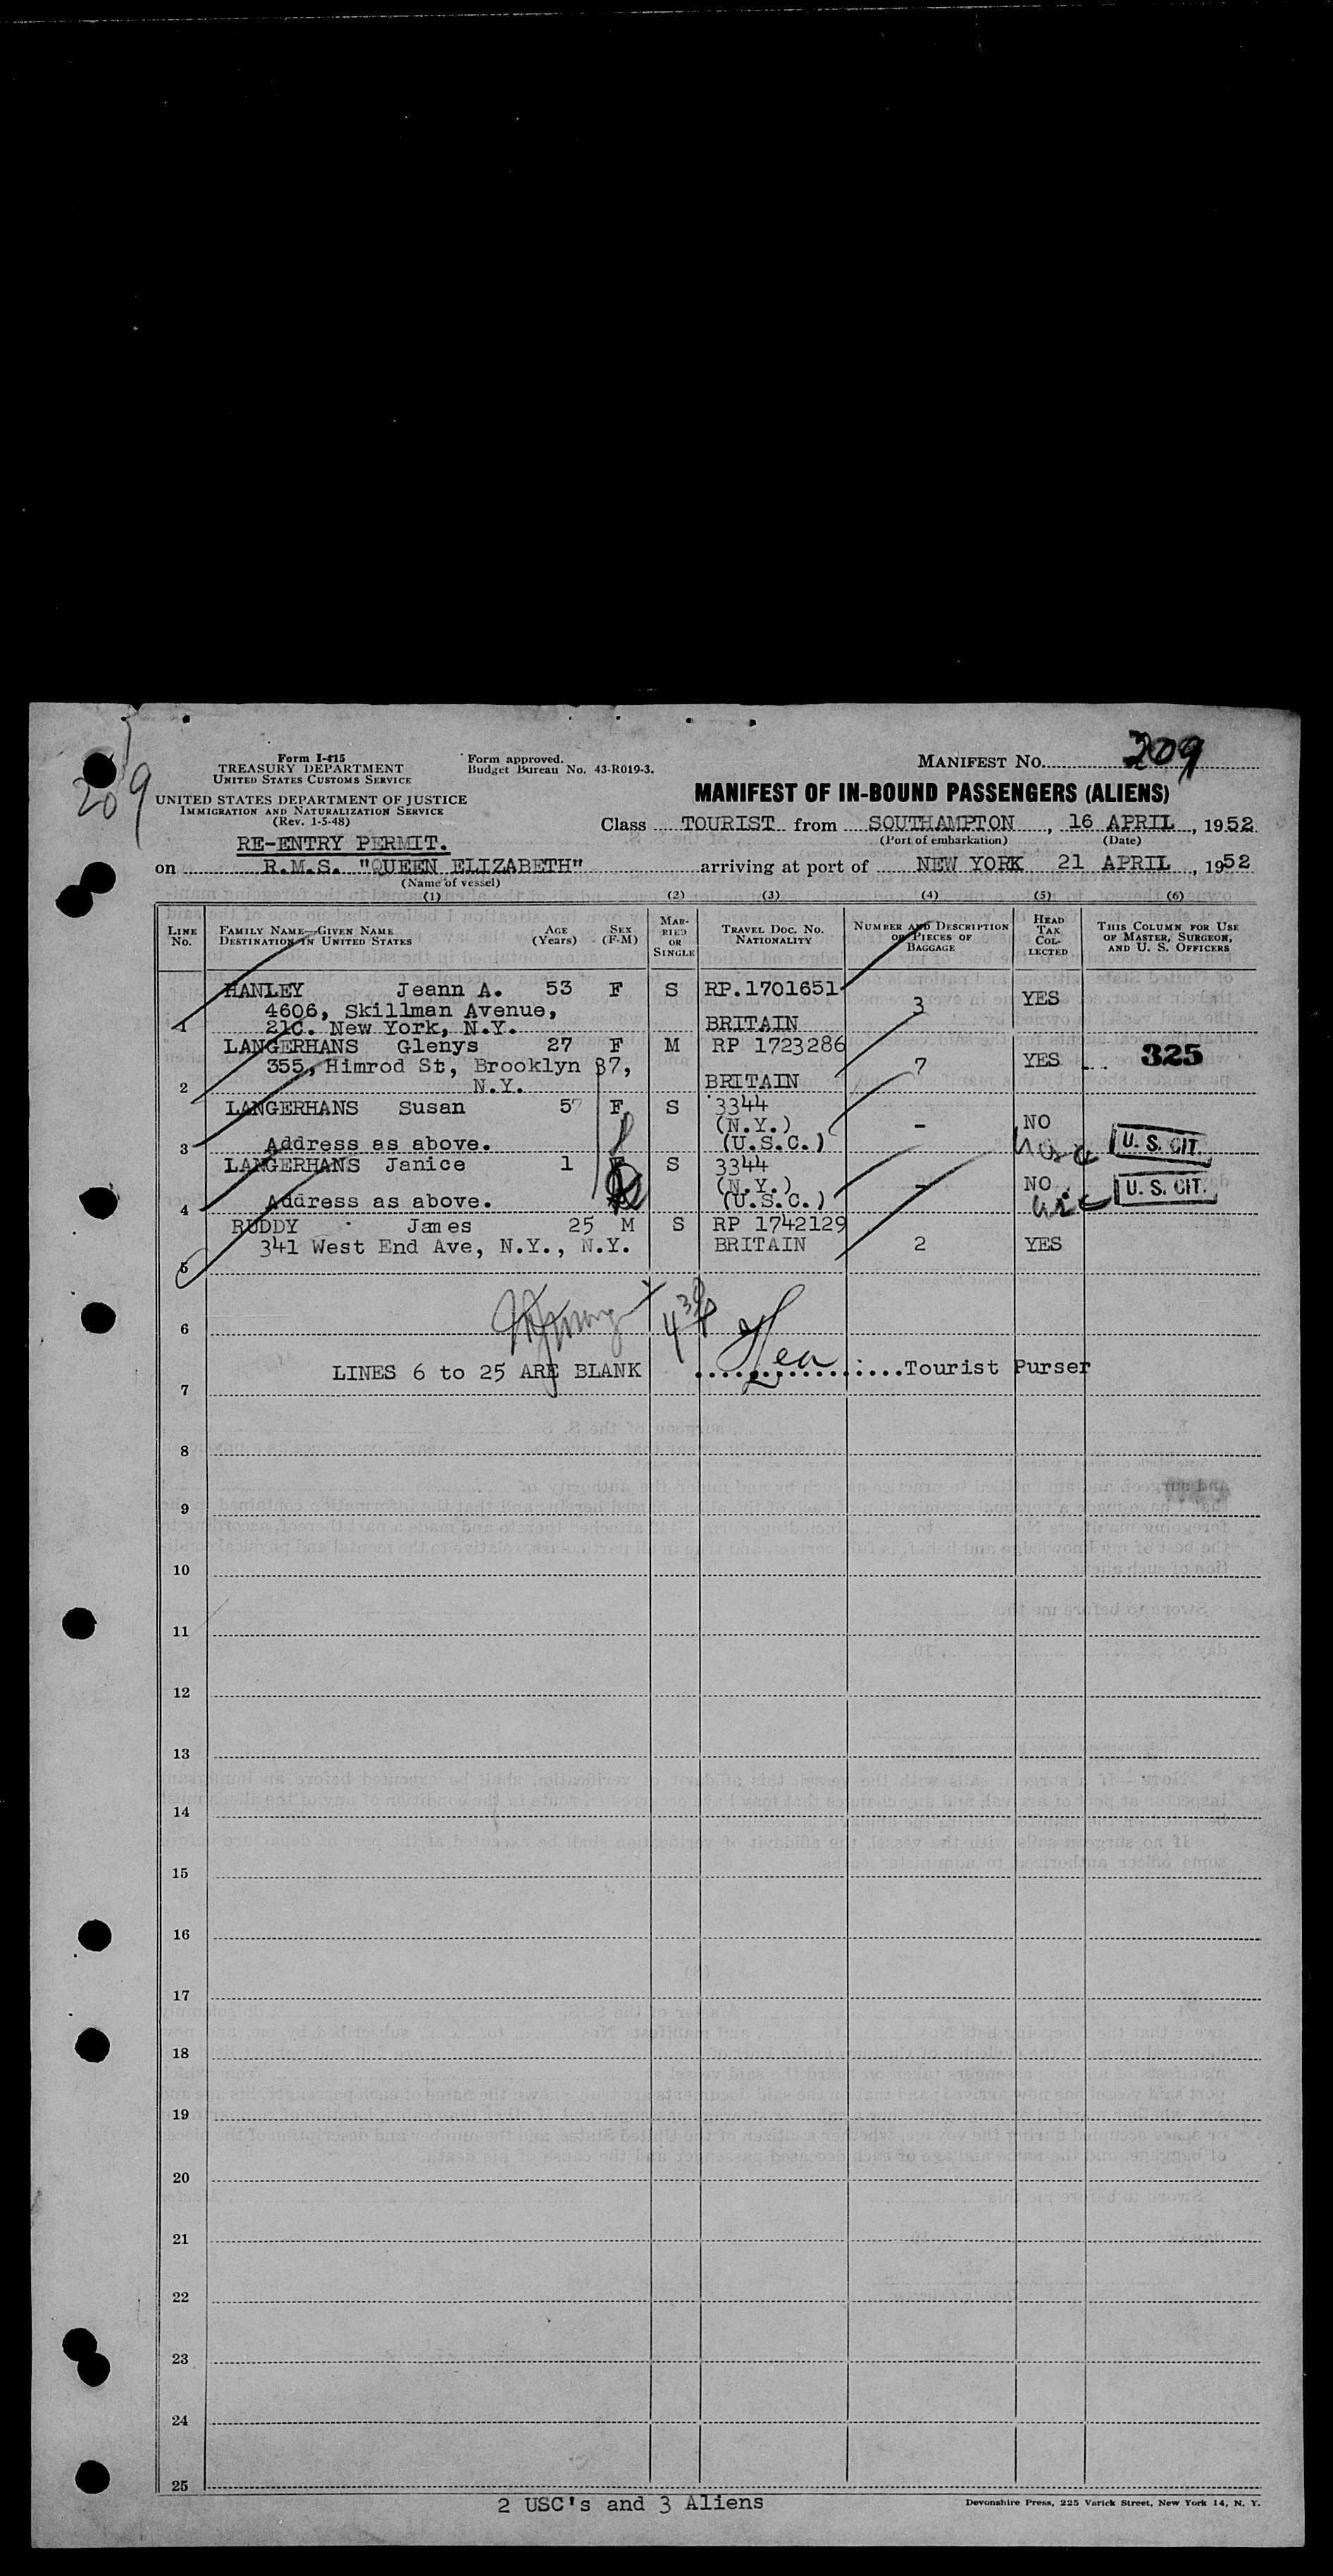 209
209
Form I-415
TREASURY DEPARTMENT
UNITED STATES CUSTOMS SERVICE
Form approved.
Budget Bureau No. 43-R019-3.
MANIFEST NO.
UNITED STATES DEPARTMENT OF JUSTICE
IMMIGRATION AND NATURALIZATION SERVICE
(Rev. 1-5-48)
MANIFEST OF IN-BOUND PASSENGERS (ALIENS)
Class TOURIST from SOUTHAMPTON, 16 APRIL, 1952
(Port of embarkation) (Date)
RE-ENTRY PERMIT.
on R.M.S. "QUEEN ELIZABETH" arriving at port of NEW YORK 21 APRIL, 1952
(Name of vessel)
(1) (2) (3) (4) (5) (6)
LINE NO. FAMILY NAME—GIVEN NAME DESTINATION IN UNITED STATES AGE (Years) SEX (F-M) MARRIED OR SINGLE TRAVEL DOC. NO. NATIONALITY NUMBER AND DESCRIPTION OF PIECES OF BAGGAGE HEAD TAX COLLECTED THIS COLUMN FOR USE OF MASTER, SURGEON, AND U. S. OFFICERS
HANLEY Jeann A. 53 F S RP.1701651 3 YES
4606, Skillman Avenue,
1 21C. New York, N.Y. BRITAIN
LANGERHANS Glenys 27 F M RP 1723286 7 YES 325
355, Himrod St, Brooklyn 37,
2 N.Y. BRITAIN
LANGERHANS Susan 5 F S 3344 - NO
(N.Y.)
3 Address as above. (U.S.C.) usc U. S. CIT.
LANGERHANS Janice 1 F S 3344 - NO
(N.Y.) usc U. S. CIT.
4 Address as above. (U.S.C.)
RUDDY James 25 M S RP 1742129
341 West End Ave, N.Y., N.Y. BRITAIN 2 YES
5
6
LINES 6 to 25 ARE BLANK Tourist Purser
7
8
9
10
11
12
13
14
15
16
17
18
19
20
21
22
23
24
25
2 USC's and 3 Aliens
Devonshire Press, 225 Varick Street, New York 14, N. Y.